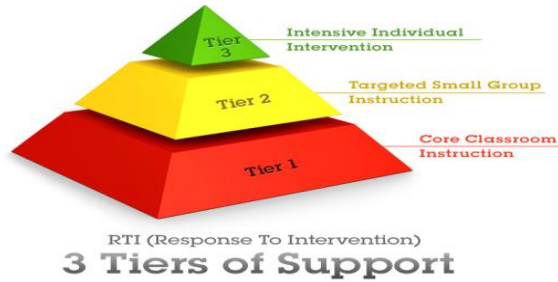 Tier
3
Intensive Individual
Intervention
Tier 2
Targeted Small Group
Instruction
Tier 1
Core Classroom
Instruction
RTI (Response To Intervention)
3 Tiers of Support